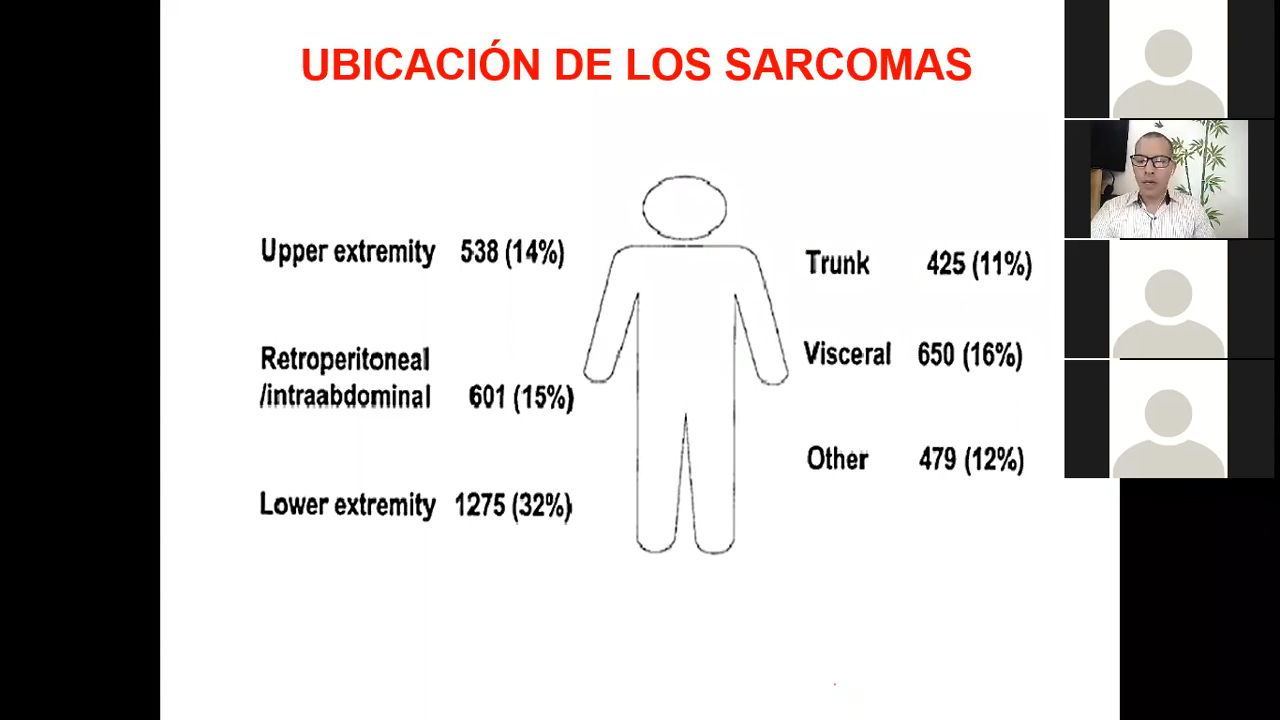 UBICACIÓN DE LOS SARCOMAS
Upper extremity 538 (14%)
Retroperitoneal
/intraabdominal 601 (15%)
Lower extremity 1275 (32%)
Trunk 425 (11%)
Visceral 650 (16%)
Other 479 (12%)